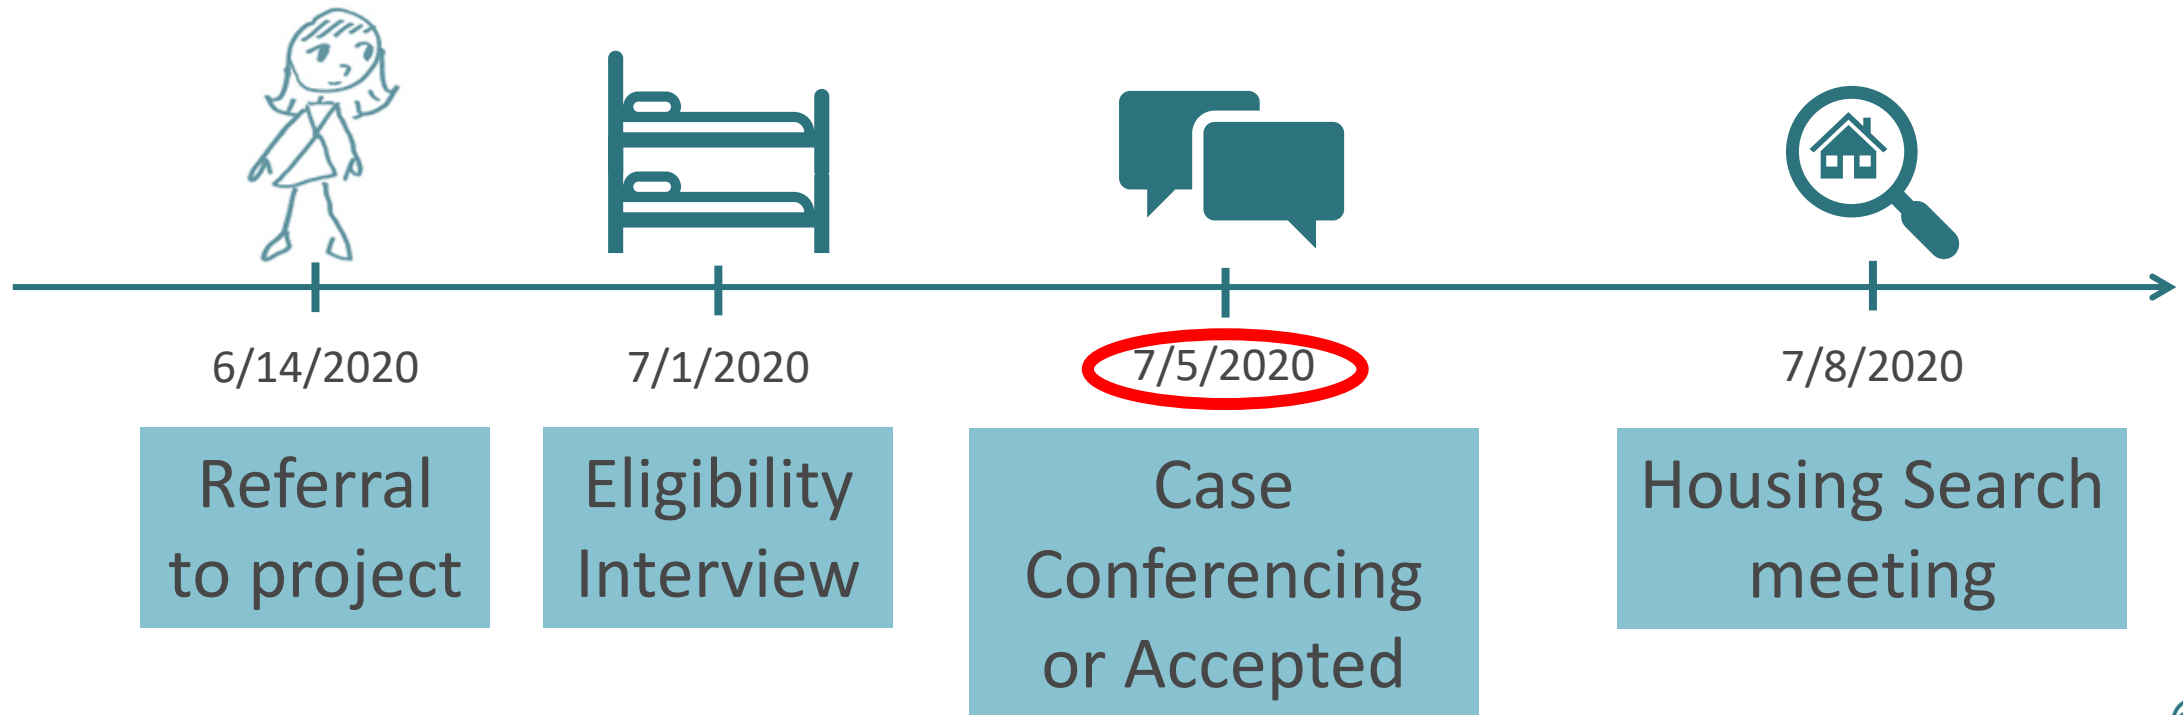 6/14/2020
7/1/2020
7/5/2020
7/8/2020
Referral
to project
Eligibility
Interview
Case
Conferencing
or Accepted
Housing Search
meeting